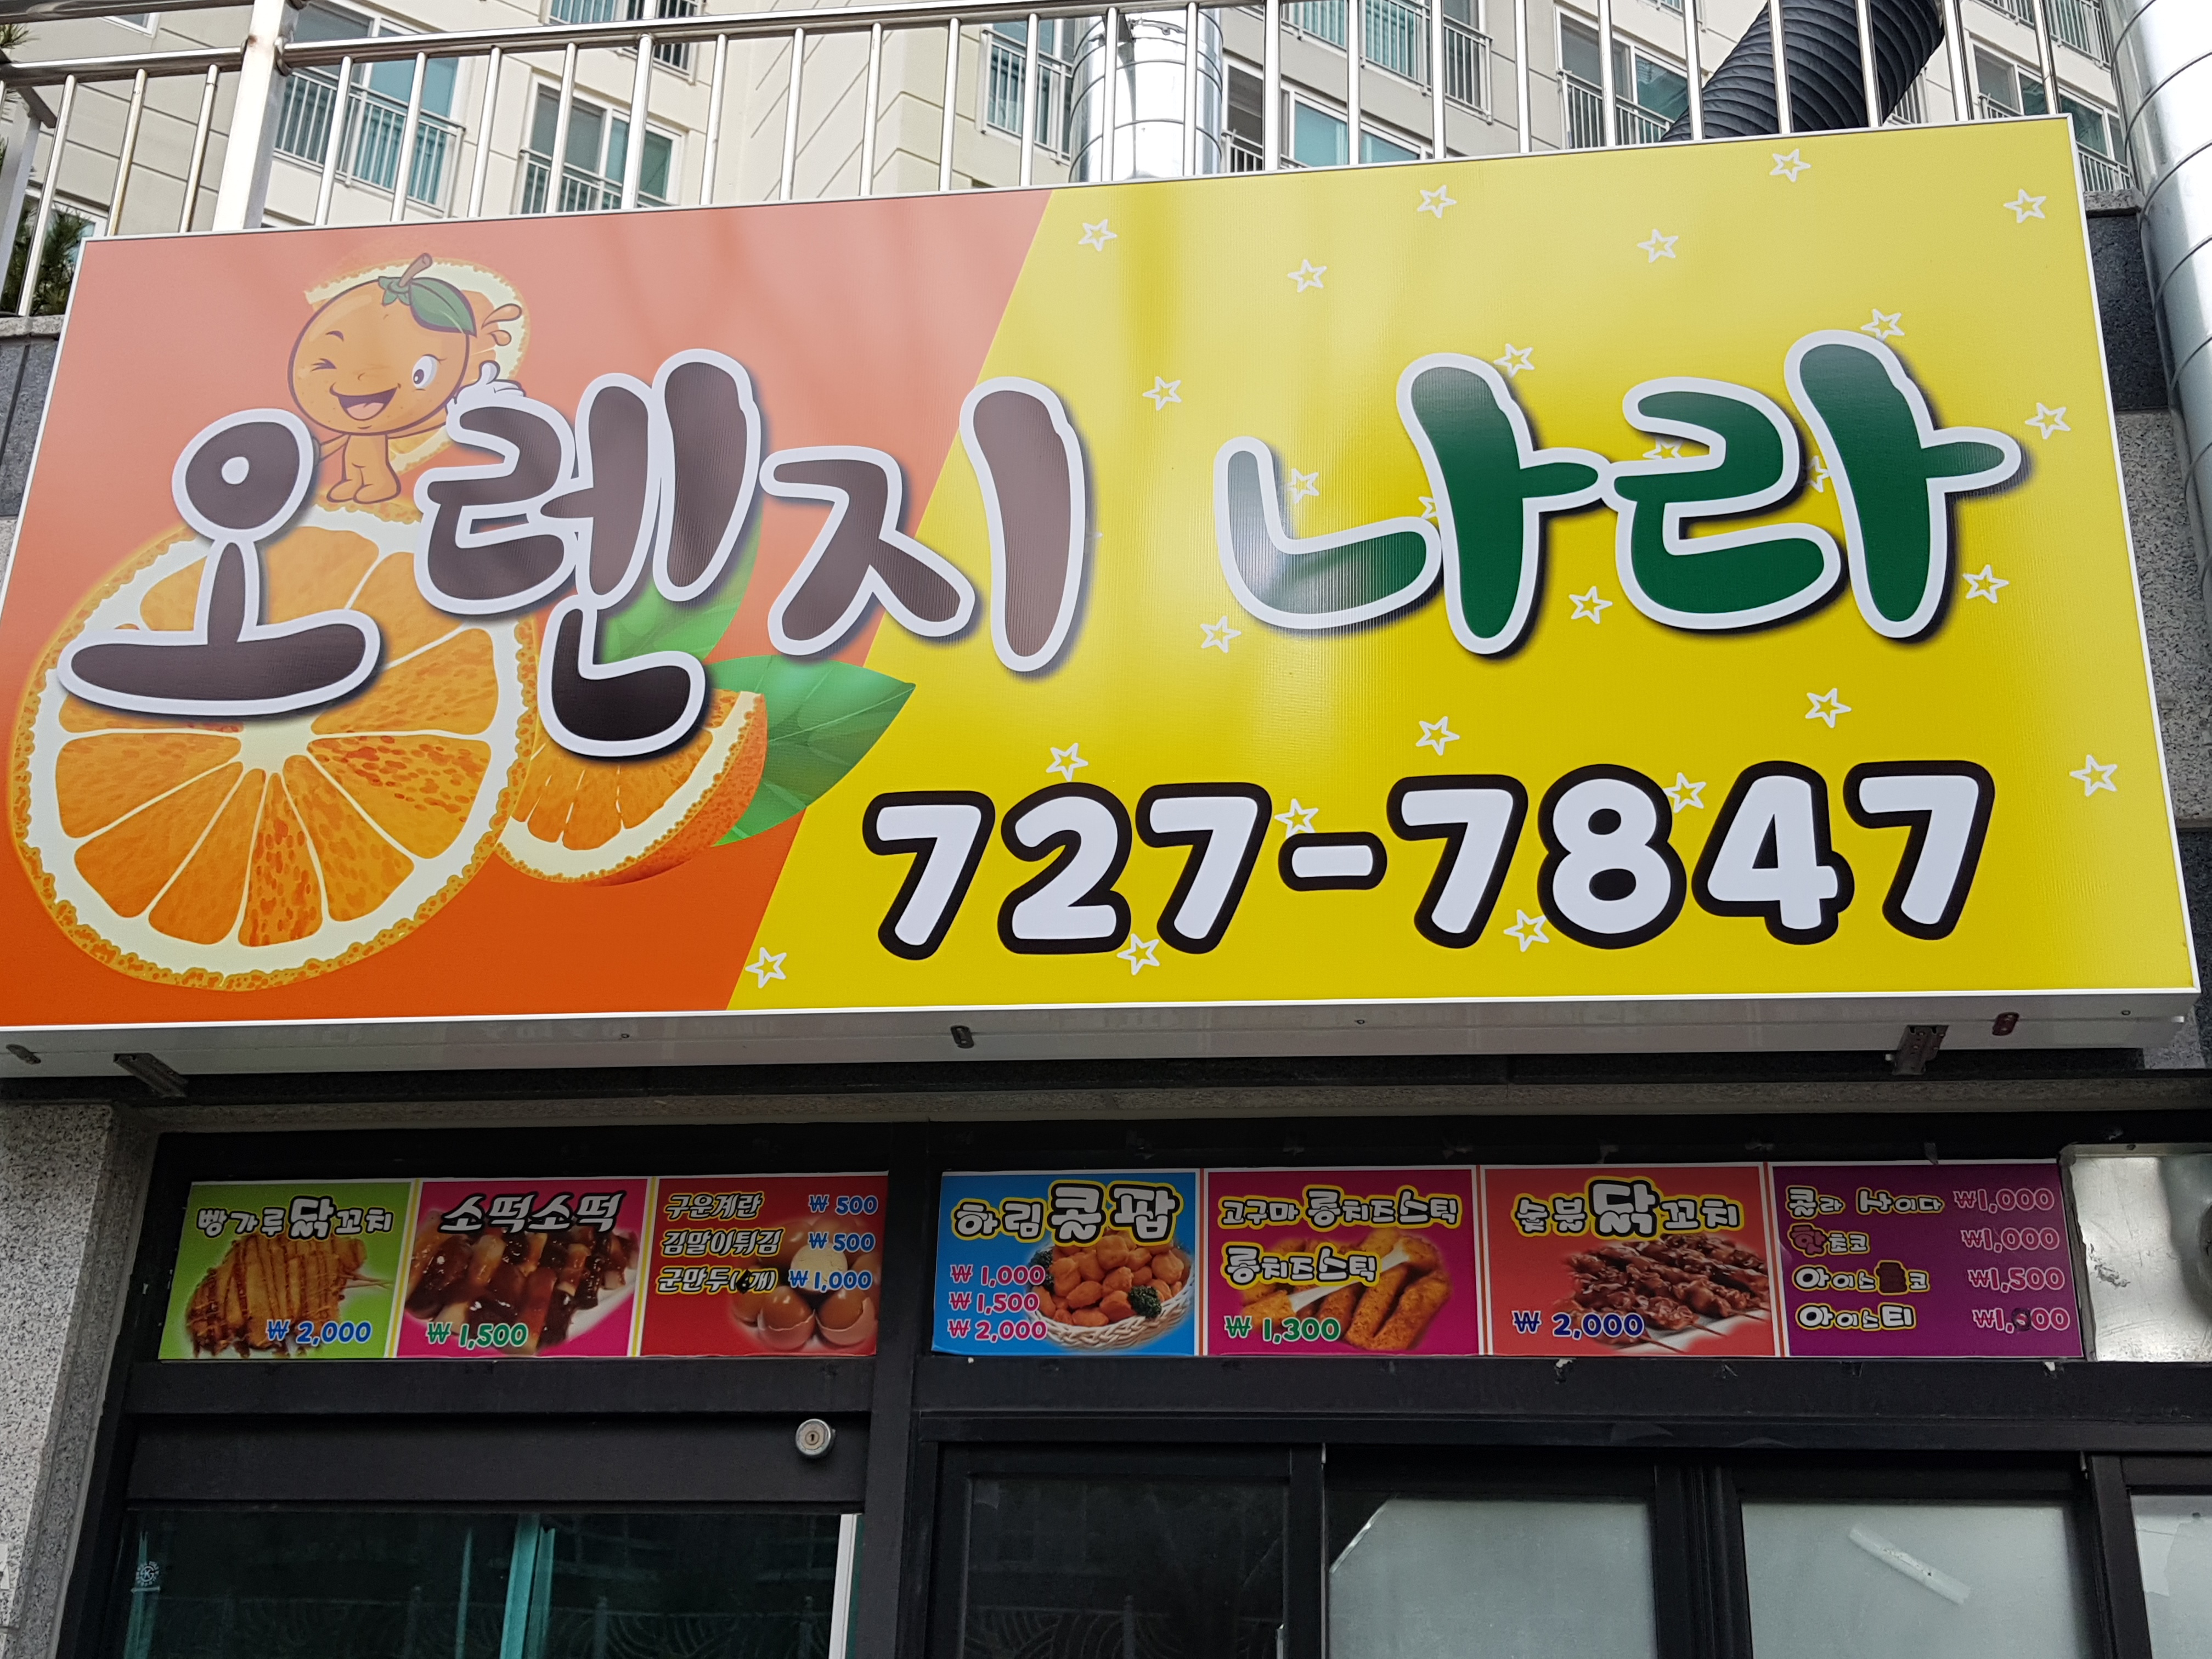 오렌지 나라
727-7847
빵가루닭꼬치
₩ 2,000
소떡소떡
₩ 1,500
구운계란 ₩ 500
김말이튀김 ₩ 500
군만두( 개) ₩ 1,000
하림콩팝
₩ 1,000
₩ 1,500
₩ 2,000
고구마 롱치즈스틱
롱치즈스틱
₩ 1,300
숯불닭꼬치
₩ 2,000
콜라 사이다 ₩1,000
핫초코 ₩1,000
아이스초코 ₩1,500
아이스티